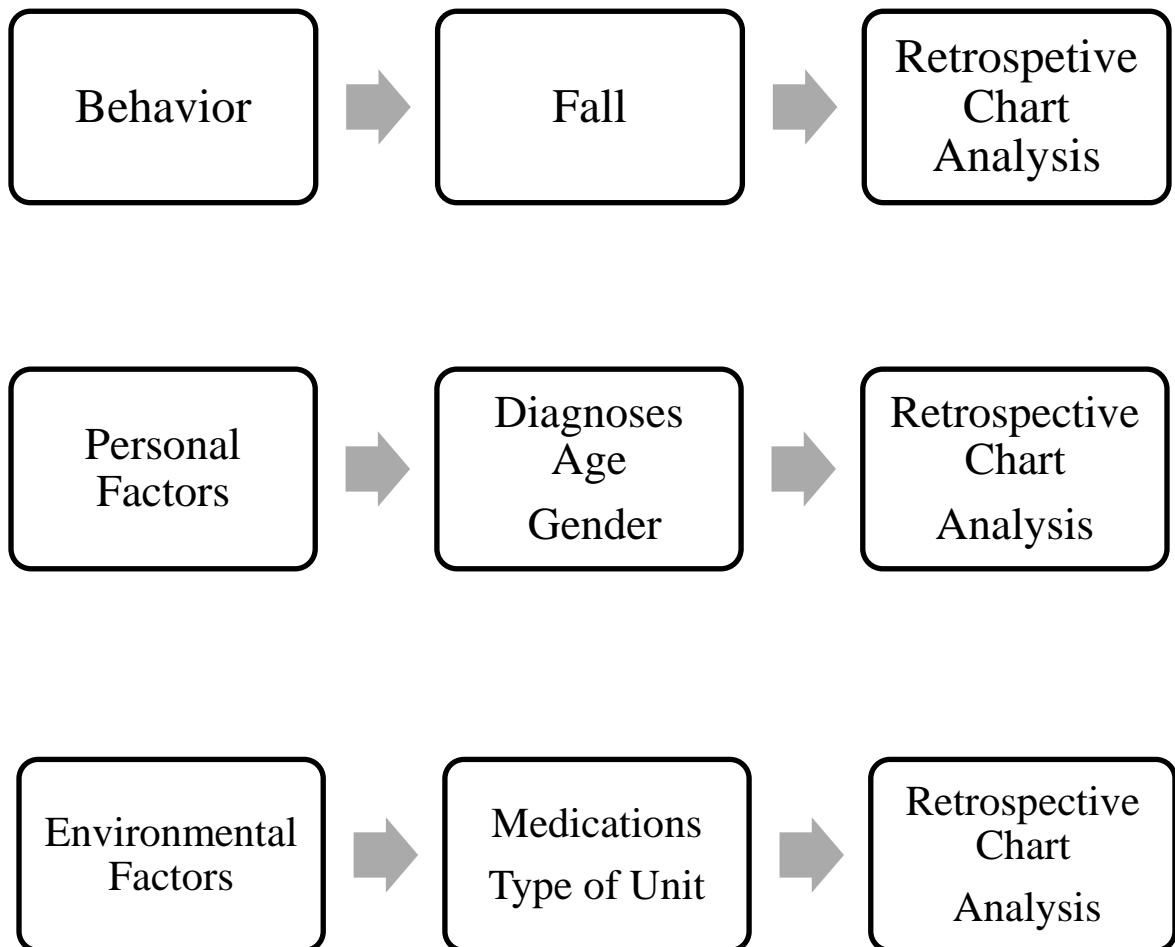 Behavior
Fall
Retrospetive
Chart
Analysis
Personal
Factors
Diagnoses
Age
Gender
Retrospective
Chart
Analysis
Environmental
Factors
Medications
Type of Unit
Retrospective
Chart
Analysis